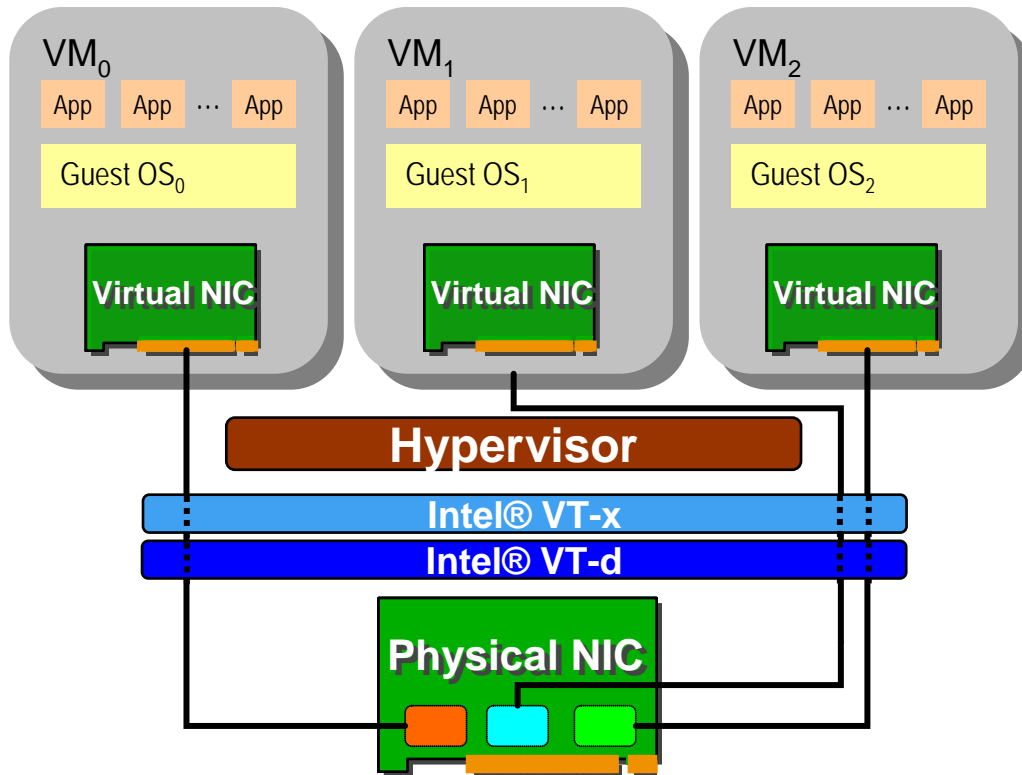 VM₀ VM₁ VM₂
App App ... App App App ... App App App ... App
Guest OS₀ Guest OS₁ Guest OS₂
Virtual NIC Virtual NIC Virtual NIC
Hypervisor
Intel® VT-x
Intel® VT-d
Physical NIC